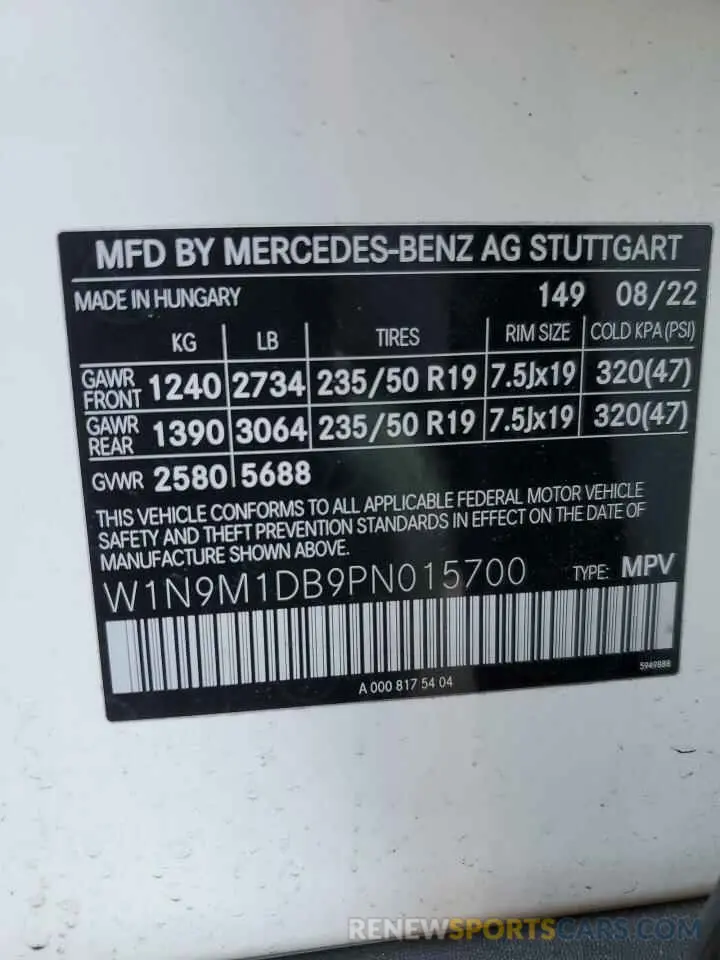 MFD BY MERCEDES-BENZ AG STUTTGART
MADE IN HUNGARY 149 08/22
KG LB TIRES RIM SIZE COLD KPA (PSI)
GAWR FRONT 1240 2734 235/50 R19 7.5Jx19 320(47)
GAWR REAR 1390 3064 235/50 R19 7.5Jx19 320(47)
GVWR 2580 5688
THIS VEHICLE CONFORMS TO ALL APPLICABLE FEDERAL MOTOR VEHICLE
SAFETY AND THEFT PREVENTION STANDARDS IN EFFECT ON THE DATE OF
MANUFACTURE SHOWN ABOVE.
W1N9M1DB9PN015700 TYPE: MPV
5949888
A 000 817 54 04
RENEWSPORTSCARS.COM